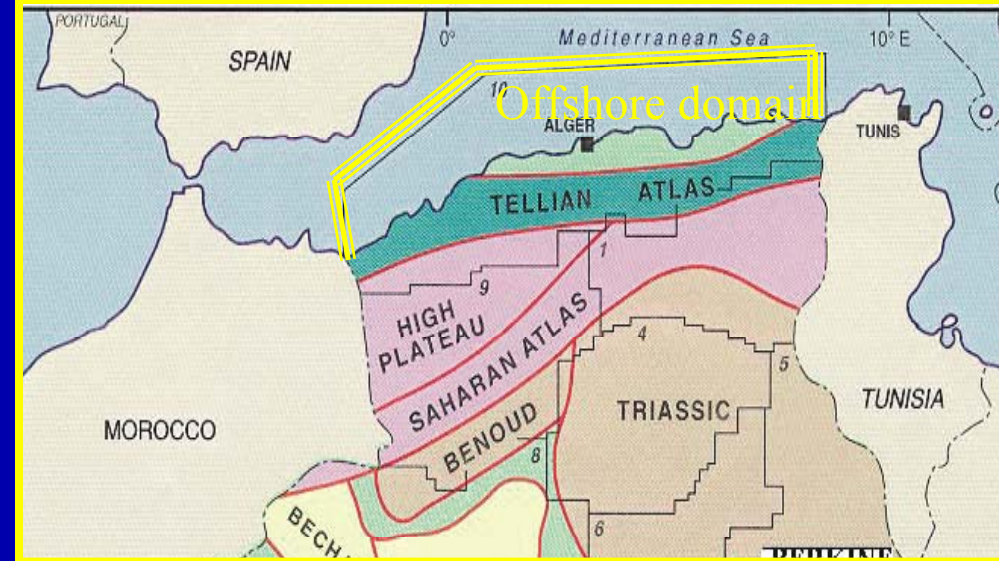 PORTUGAL
0°
Mediterranean Sea
10° E
SPAIN
10
Offshore domain
ALGER
TUNIS
TELLIAN ATLAS
1
9
HIGH
PLATEAU
SAHARAN ATLAS
4
5
TUNISIA
TRIASSIC
MOROCCO
BENOUD
8
6